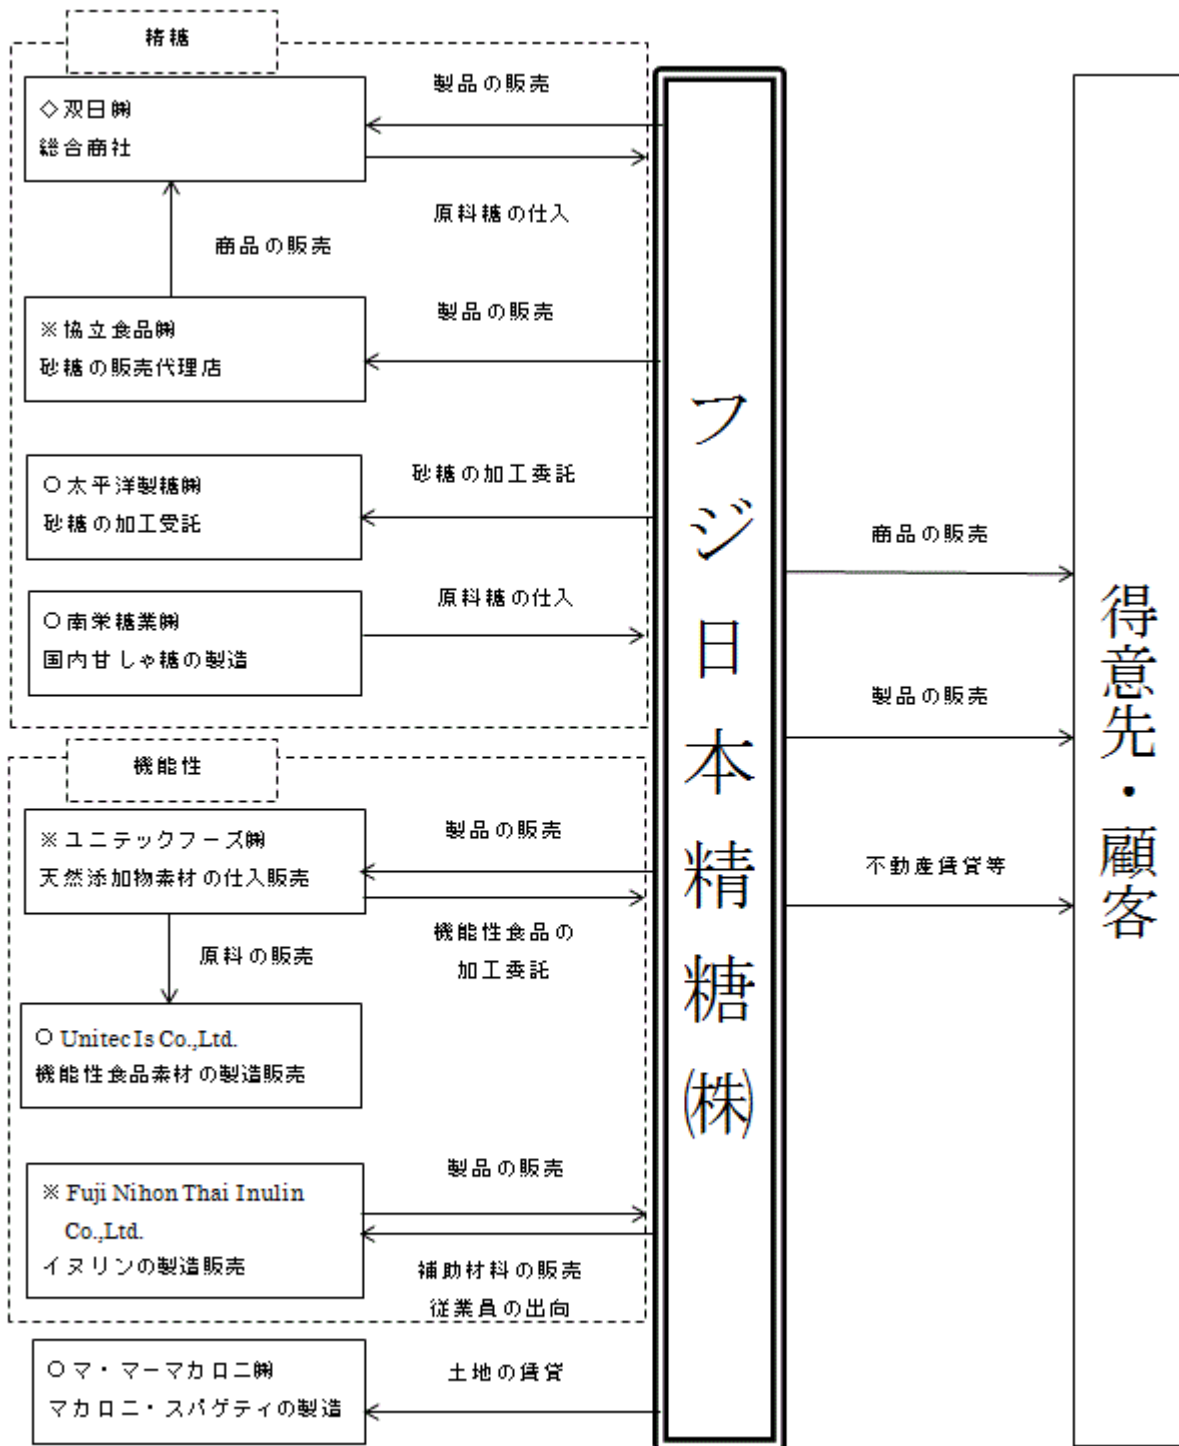 精糖
製品の販売
◇双日㈱
総合商社
原料糖の仕入
商品の販売
※協立食品㈱
砂糖の販売代理店
製品の販売
○太平洋製糖㈱
砂糖の加工受託
砂糖の加工委託
○南栄糖業㈱
国内甘しゃ糖の製造
原料糖の仕入
機能性
※ユニテックフーズ㈱
天然添加物素材の仕入販売
製品の販売
機能性食品の
加工委託
原料の販売
○ Unitec Is Co.,Ltd.
機能性食品素材の製造販売
製品の販売
※ Fuji Nihon Thai Inulin
Co.,Ltd.
イヌリンの製造販売
補助材料の販売
従業員の出向
○マ・マーマカロニ㈱
マカロニ・スパゲティの製造
土地の賃貸
フジ日本精糖㈱
商品の販売
製品の販売
不動産賃貸等
得意先・顧客